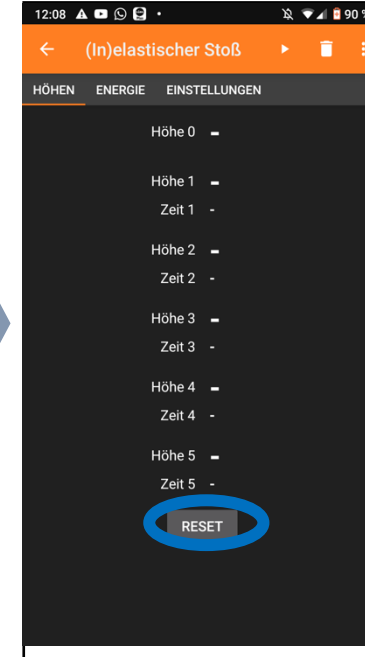 12:08 90 %
(In)elastischer Stoß
HÖHEN ENERGIE EINSTELLUNGEN
Höhe 0 -
Höhe 1 -
Zeit 1 -
Höhe 2 -
Zeit 2 -
Höhe 3 -
Zeit 3 -
Höhe 4 -
Zeit 4 -
Höhe 5 -
Zeit 5 -
RESET